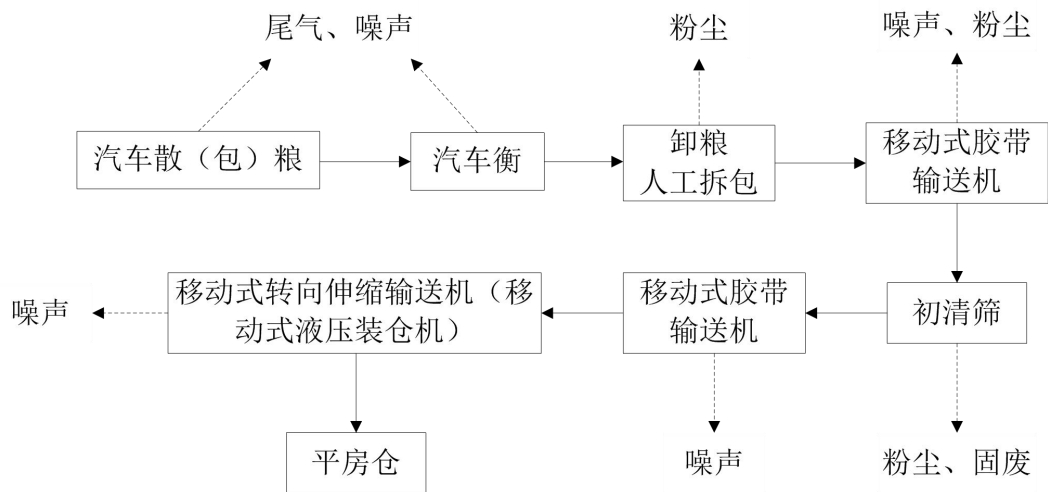 尾气、噪声
粉尘
噪声、粉尘
汽车散（包）粮
汽车衡
卸粮
人工拆包
移动式胶带
输送机
噪声
移动式转向伸缩输送机（移
动式液压装仓机）
移动式胶带
输送机
初清筛
平房仓
噪声
粉尘、固废